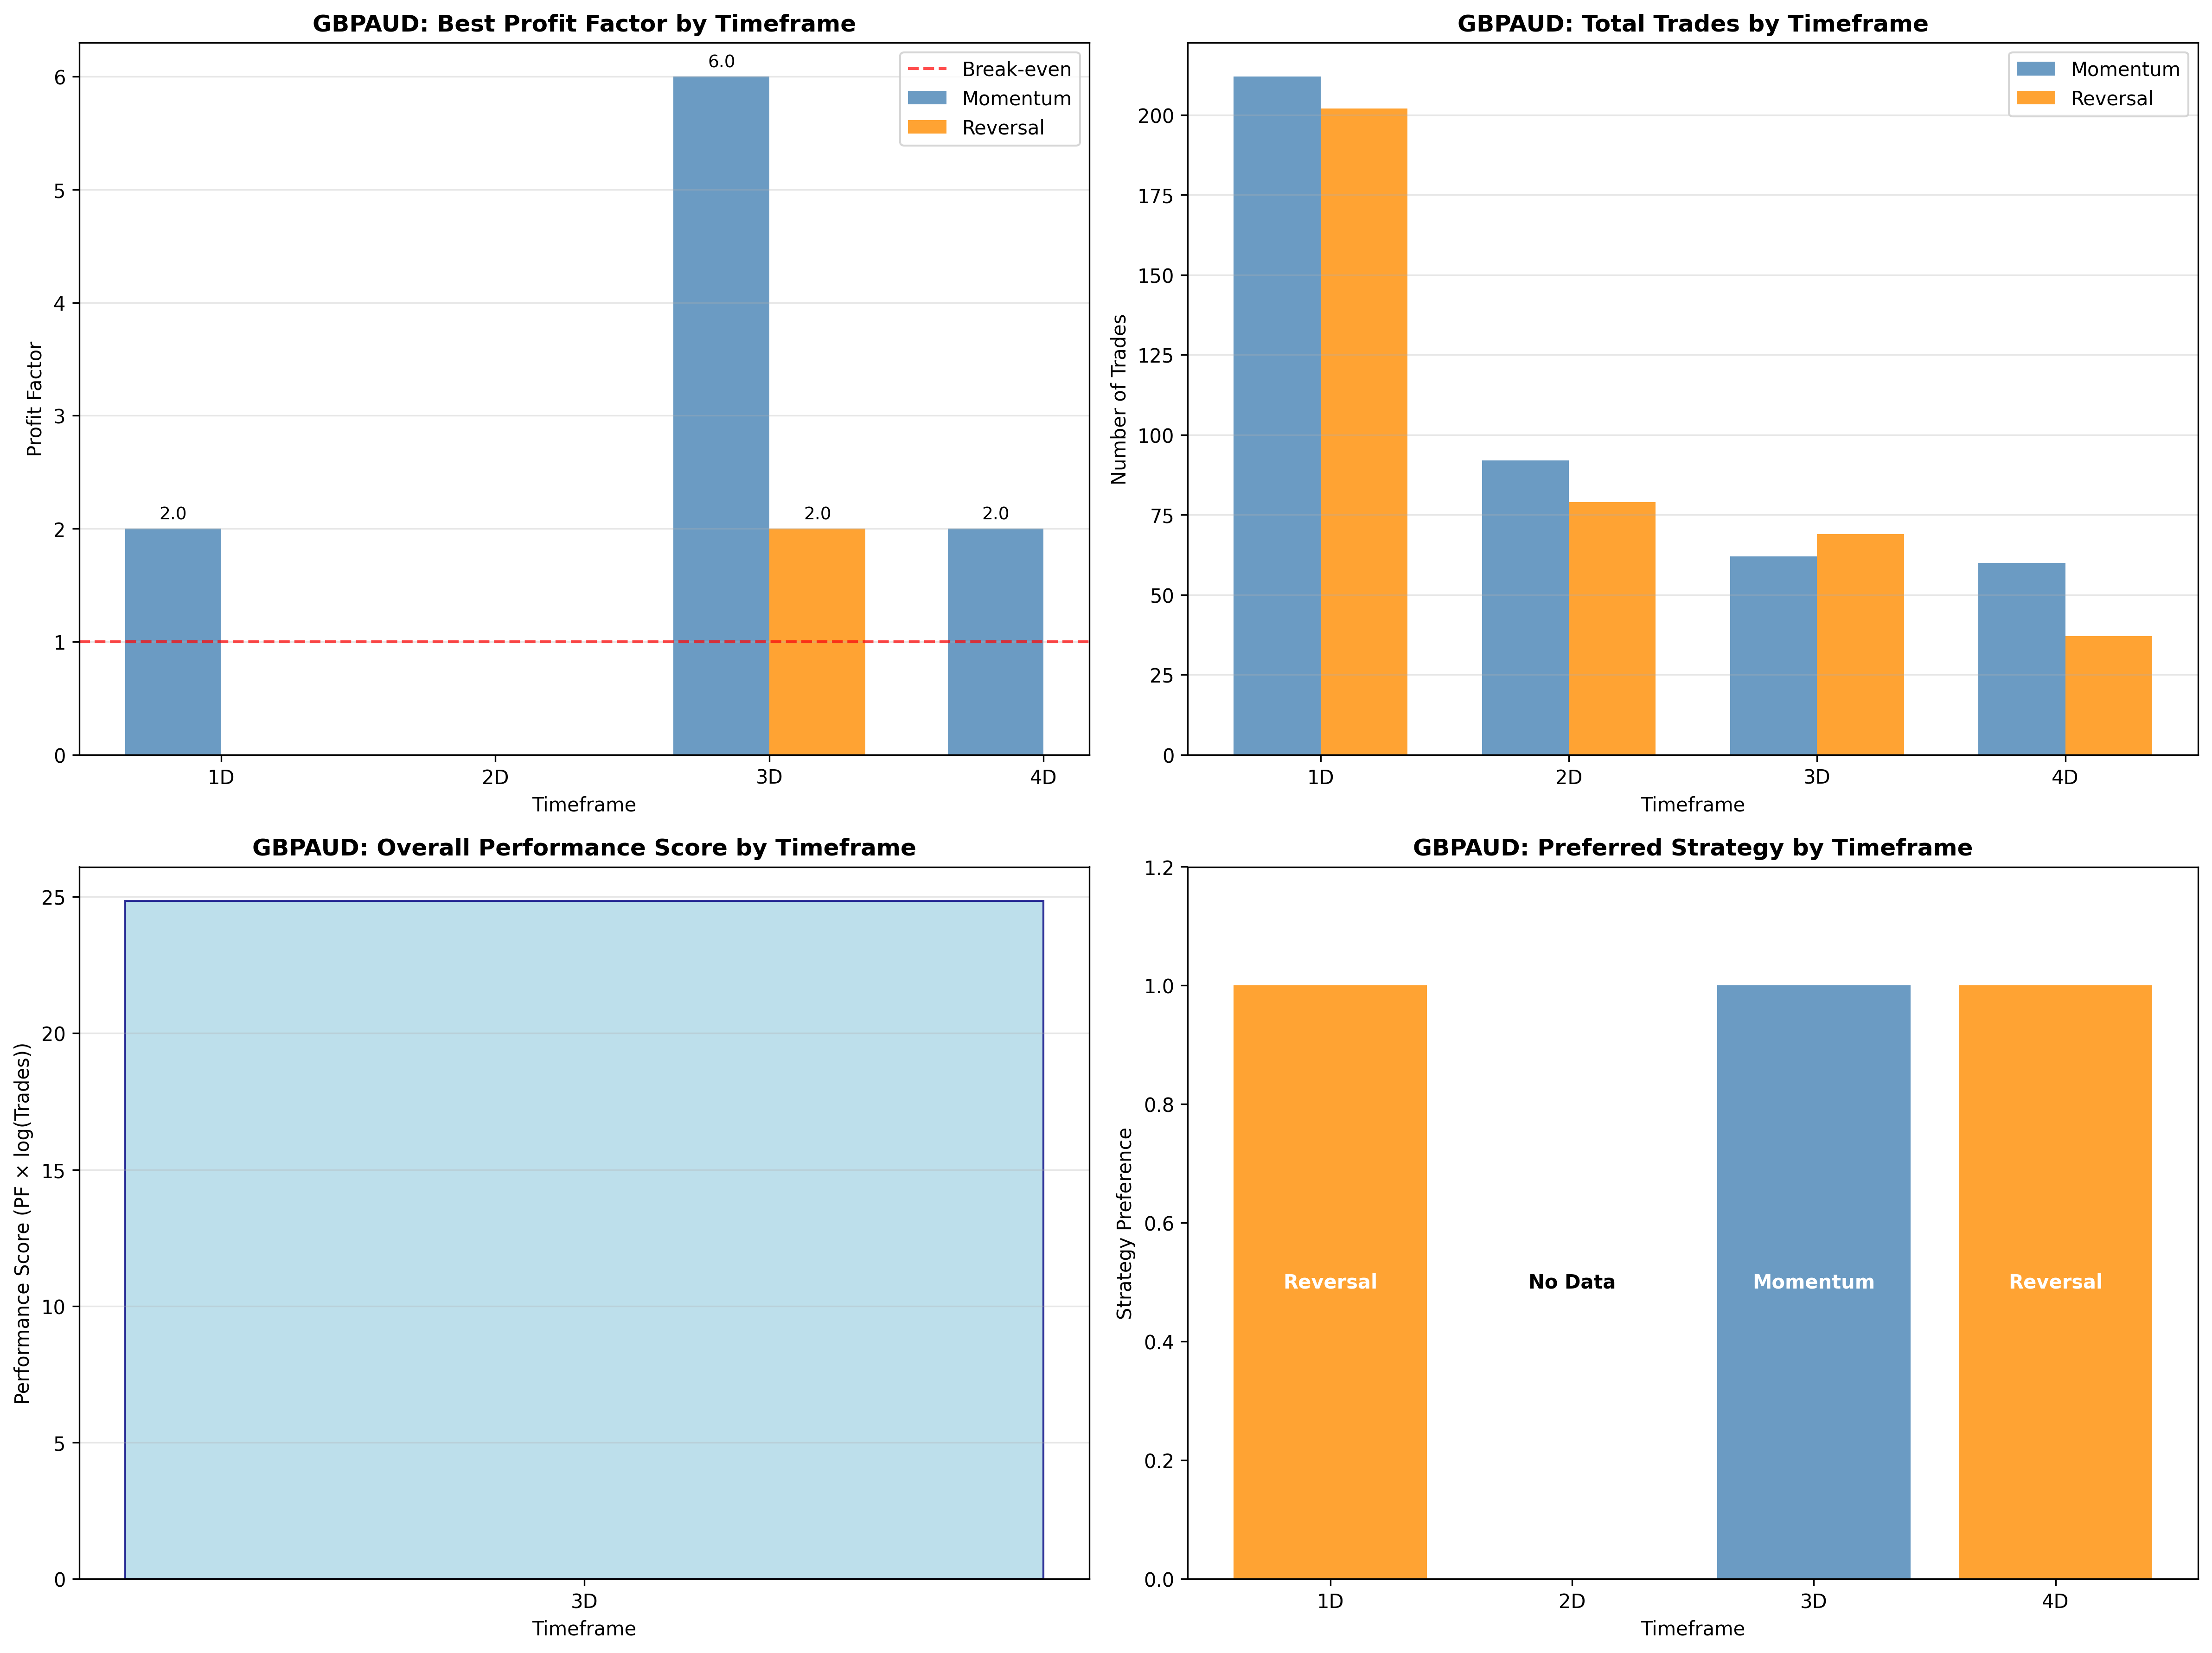 GBPAUD: Best Profit Factor by Timeframe
Profit Factor
6
5
4
3
2
1
0
2.0
6.0
2.0
2.0
Break-even
Momentum
Reversal
1D
2D
3D
4D
Timeframe
GBPAUD: Total Trades by Timeframe
Number of Trades
200
175
150
125
100
75
50
25
0
Momentum
Reversal
1D
2D
3D
4D
Timeframe
GBPAUD: Overall Performance Score by Timeframe
Performance Score (PF × log(Trades))
25
20
15
10
5
0
3D
Timeframe
GBPAUD: Preferred Strategy by Timeframe
Strategy Preference
1.2
1.0
0.8
0.6
0.4
0.2
0.0
Reversal
No Data
Momentum
Reversal
1D
2D
3D
4D
Timeframe